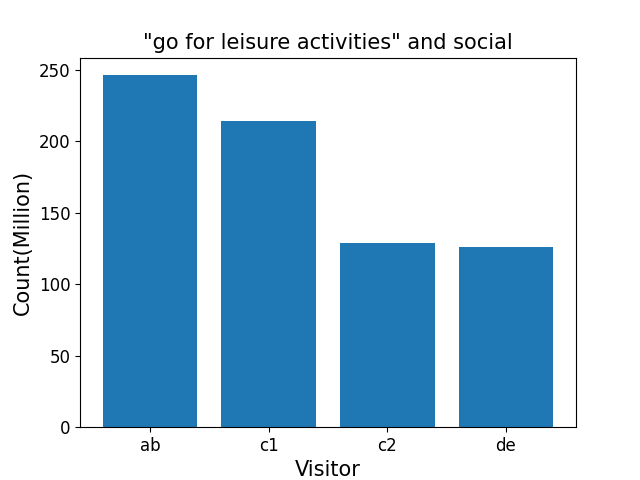 "go for leisure activities" and social
Count(Million)
250
200
150
100
50
0
ab c1 c2 de
Visitor